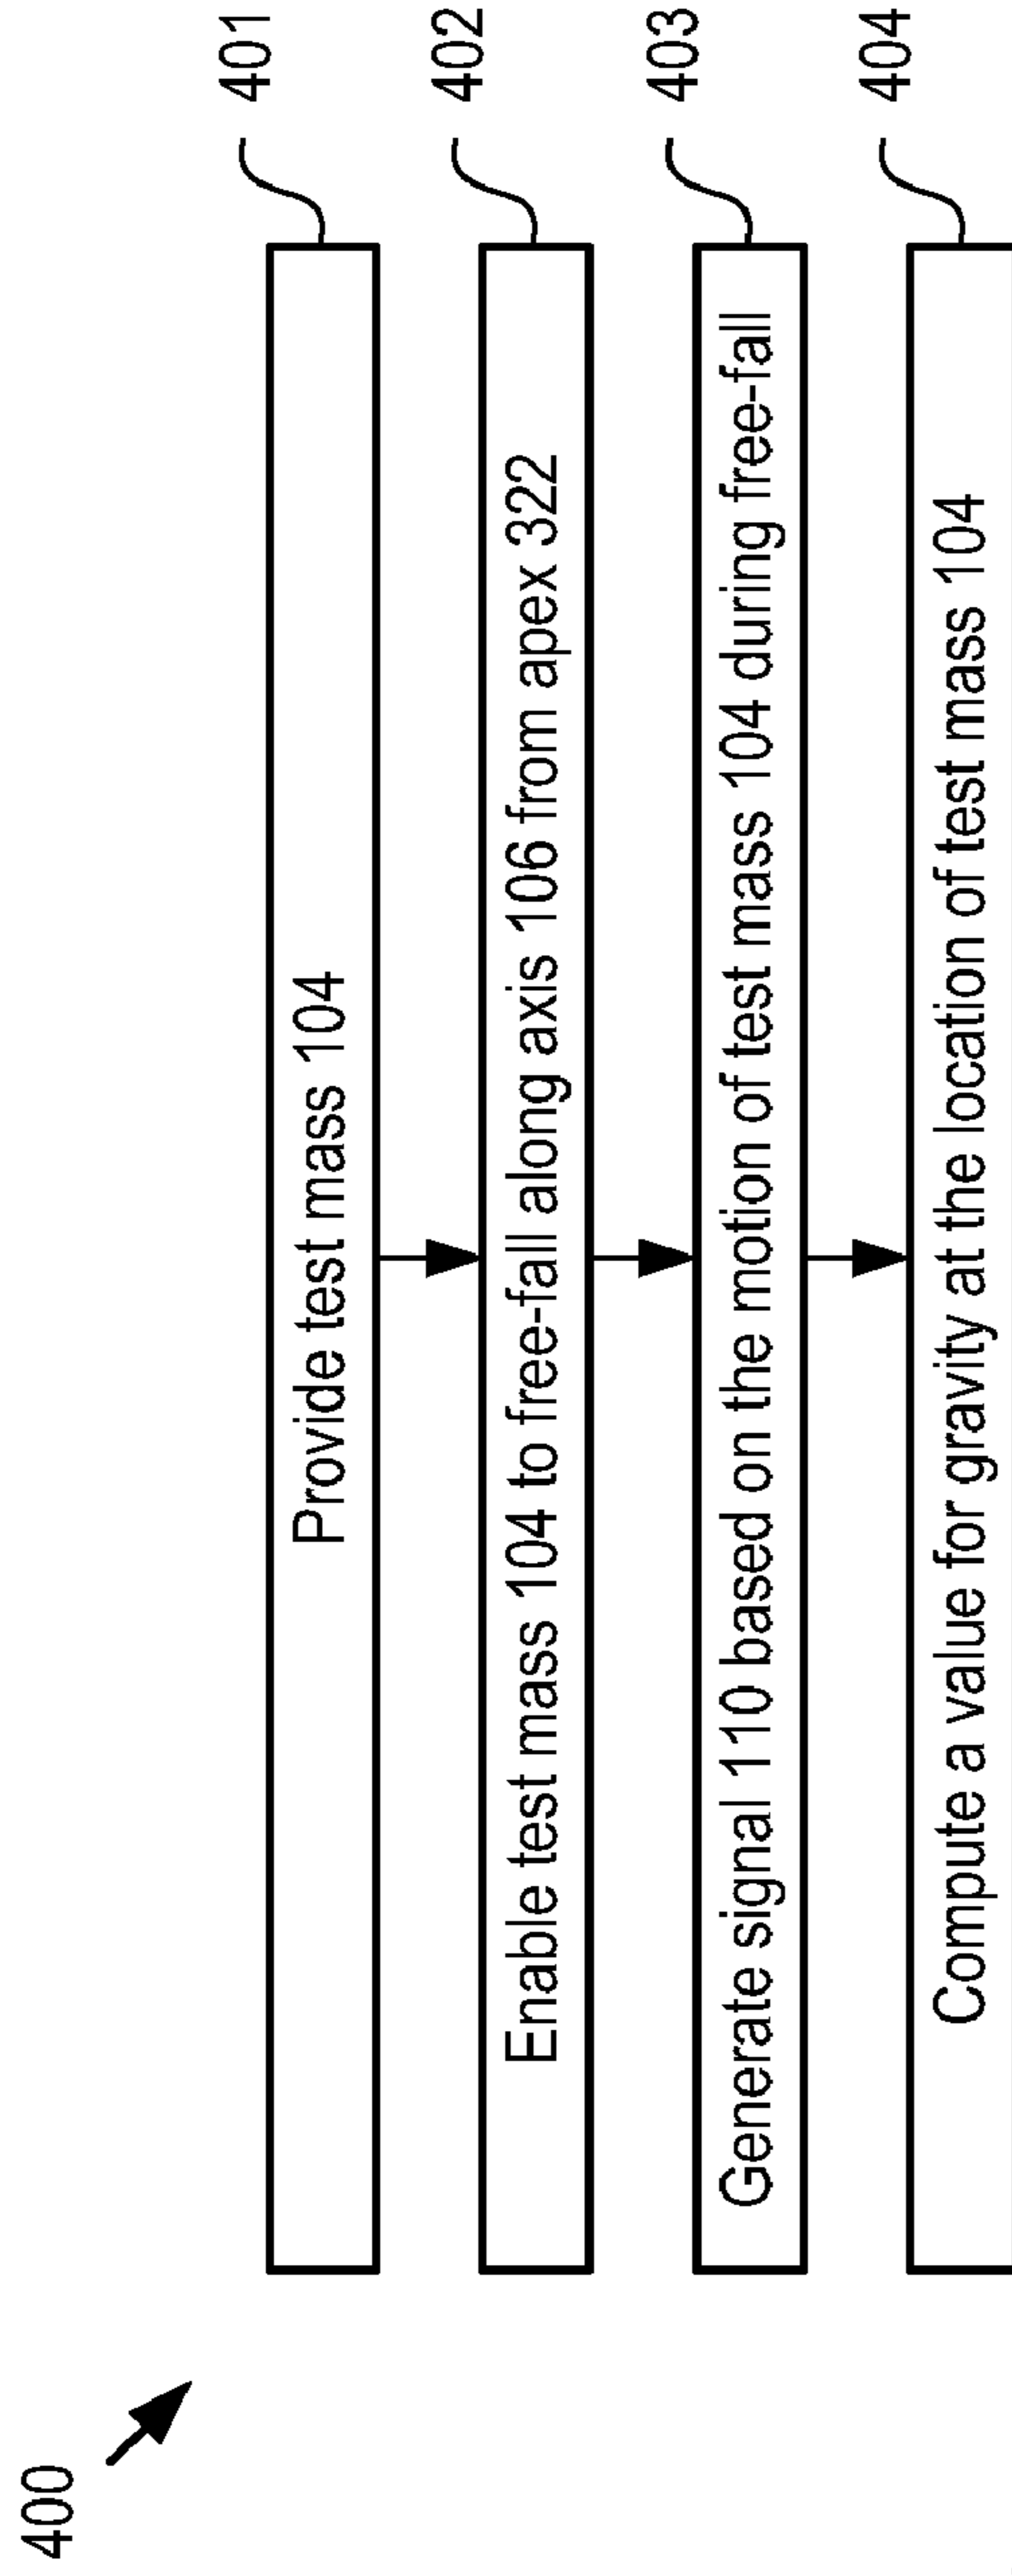 400
Provide test mass 104
401
Enable test mass 104 to free-fall along axis 106 from apex 322
402
Generate signal 110 based on the motion of test mass 104 during free-fall
403
Compute a value for gravity at the location of test mass 104
404